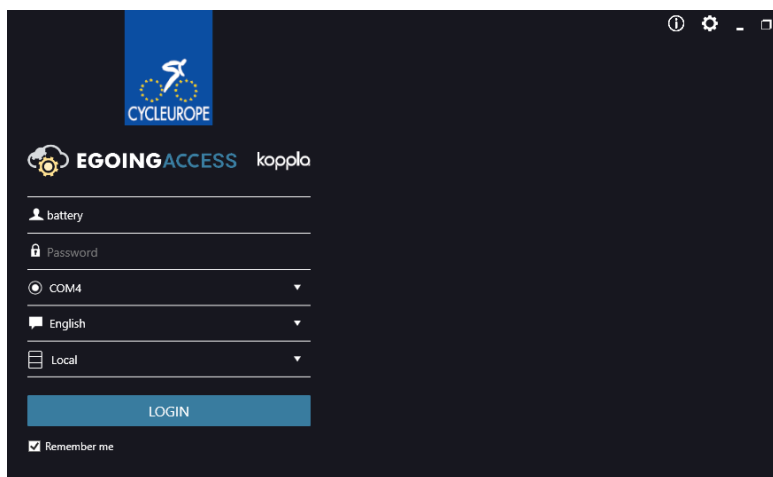 CYCLEUROPE
EGOINGACCESS koppla
battery
Password
COM4
English
Local
LOGIN
Remember me